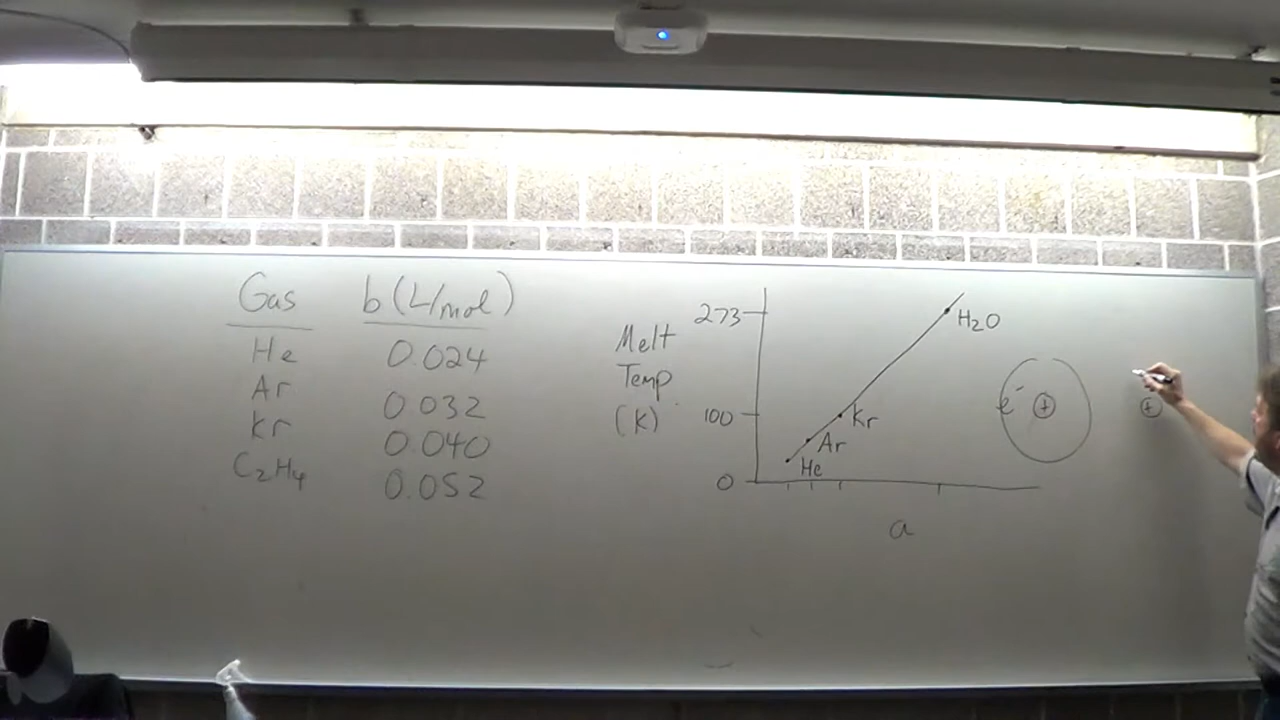 Gas b (L/mol)
He 0.024
Ar 0.032
Kr 0.040
C₂H₄ 0.052
Melt
Temp
(K)
273
100
0
H₂O
Kr
Ar
He
a
e⁻ +
+